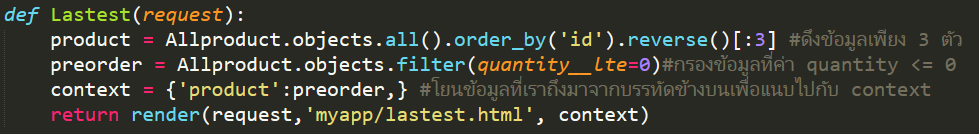 def Lastest(request):
    product = Allproduct.objects.all().order_by('id').reverse()[:3] #ดึงข้อมูลเพียง 3 ตัว
    preorder = Allproduct.objects.filter(quantity__lte=0)#กรองข้อมูลที่ค่า quantity <= 0
    context = {'product':preorder,} #โยนข้อมูลที่เราถึงมาจากบรรทัดข้างบนเพื่อแนบไปกับ context
    return render(request,'myapp/lastest.html', context)